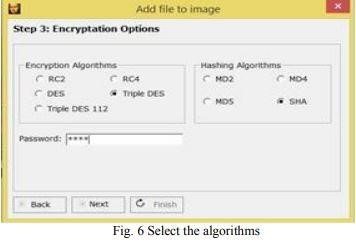 Add file to image
Step 3: Encryptation Options
Encryption Algorithms
RC2 RC4
DES Triple DES
Triple DES 112
Hashing Algorithms
MD2 MD4
MD5 SHA
Password: ****
Back Next Finish
Fig. 6 Select the algorithms